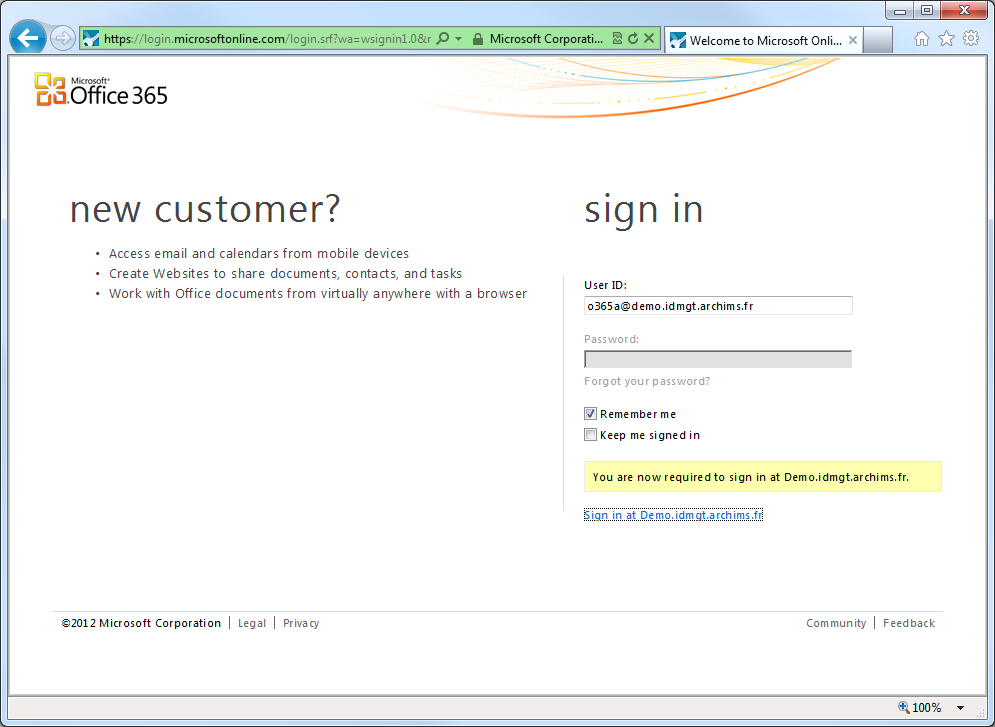 https://login.microsoftonline.com/login.srf?wa=wsignin1.0&r
Microsoft Corporati...
Welcome to Microsoft Onli...
Microsoft®
Office 365
new customer?
• Access email and calendars from mobile devices
• Create Websites to share documents, contacts, and tasks
• Work with Office documents from virtually anywhere with a browser
sign in
User ID:
o365a@demo.idmgt.archims.fr
Password:
Forgot your password?
Remember me
Keep me signed in
You are now required to sign in at Demo.idmgt.archims.fr.
Sign in at Demo.idmgt.archims.fr
©2012 Microsoft Corporation | Legal | Privacy
Community | Feedback
100%